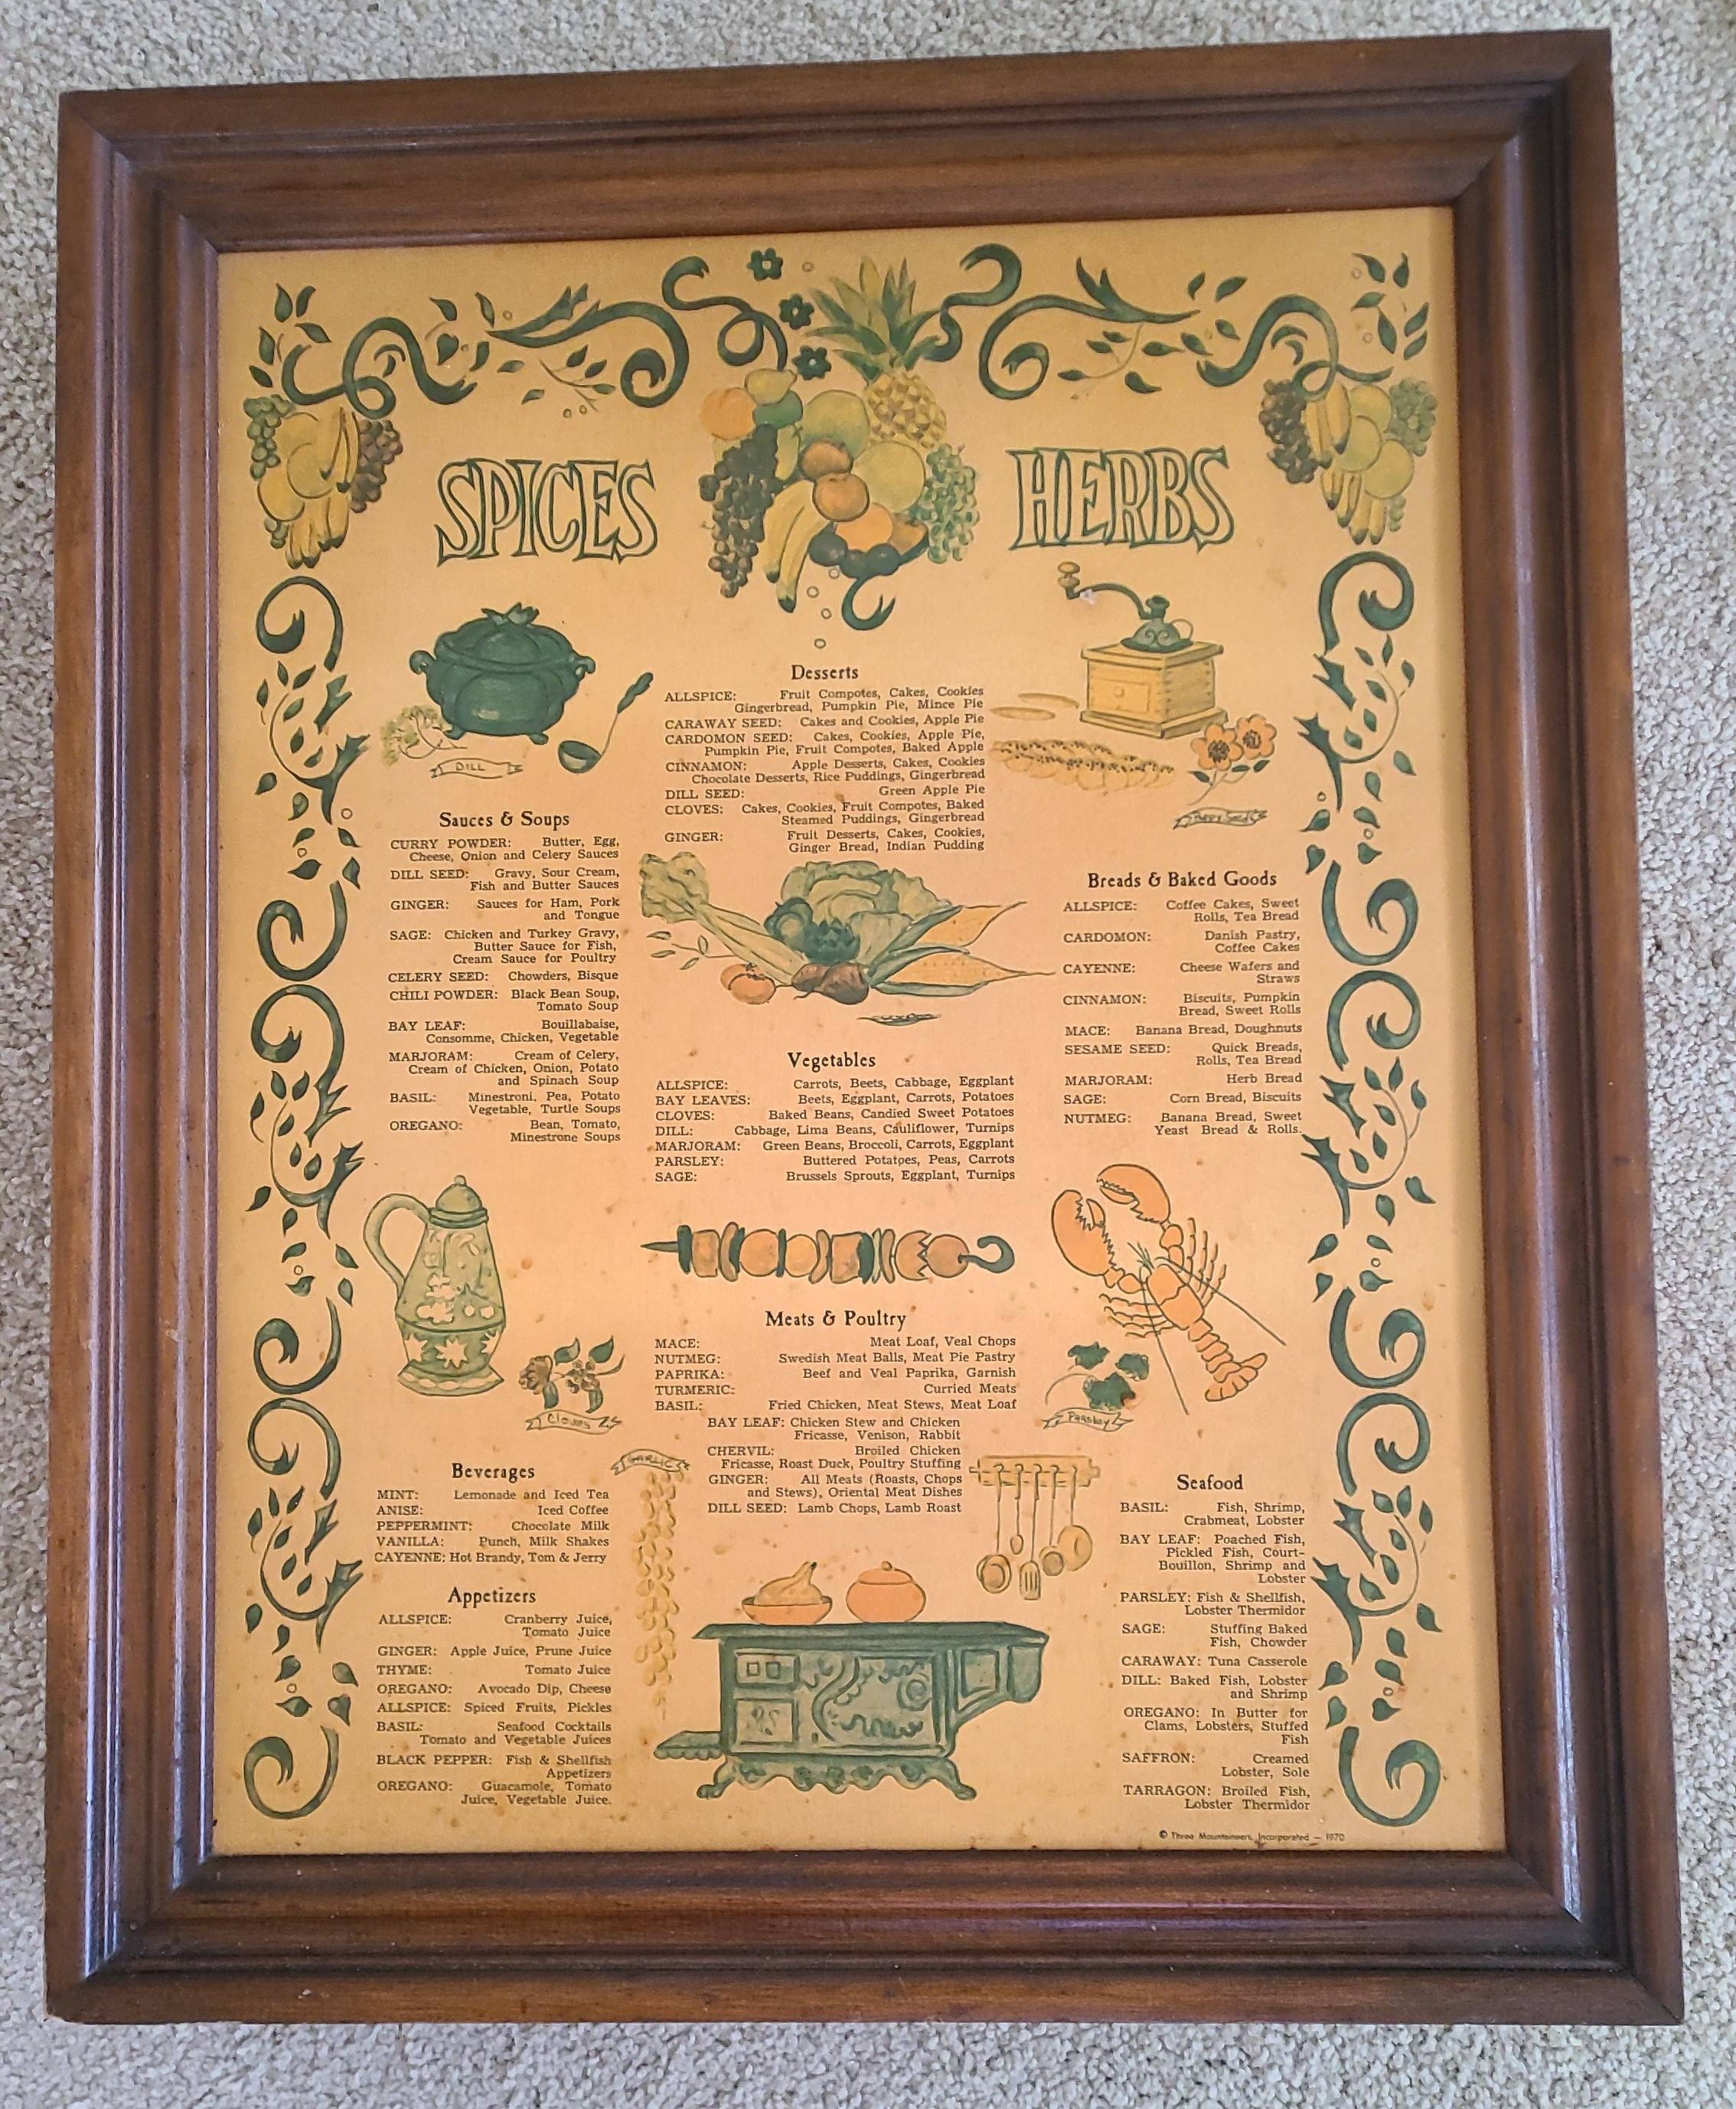 SPICES HERBS
DILL
Poppy Seeds
Sauces & Soups
CURRY POWDER: Butter, Egg,
Cheese, Onion and Celery Sauces
DILL SEED: Gravy, Sour Cream,
Fish and Butter Sauces
GINGER: Sauces for Ham, Pork
and Tongue
SAGE: Chicken and Turkey Gravy,
Butter Sauce for Fish,
Cream Sauce for Poultry
CELERY SEED: Chowders, Bisque
CHILI POWDER: Black Bean Soup,
Tomato Soup
BAY LEAF: Bouillabaise,
Consomme, Chicken, Vegetable
MARJORAM: Cream of Celery,
Cream of Chicken, Onion, Potato
and Spinach Soup
BASIL: Minestroni, Pea, Potato
Vegetable, Turtle Soups
OREGANO: Bean, Tomato,
Minestrone Soups
Desserts
ALLSPICE: Fruit Compotes, Cakes, Cookies
Gingerbread, Pumpkin Pie, Mince Pie
CARAWAY SEED: Cakes and Cookies, Apple Pie
CARDOMON SEED: Cakes, Cookies, Apple Pie,
Pumpkin Pie, Fruit Compotes, Baked Apple
CINNAMON: Apple Desserts, Cakes, Cookies
Chocolate Desserts, Rice Puddings, Gingerbread
DILL SEED: Green Apple Pie
CLOVES: Cakes, Cookies, Fruit Compotes, Baked
Steamed Puddings, Gingerbread
GINGER: Fruit Desserts, Cakes, Cookies,
Ginger Bread, Indian Pudding
Breads & Baked Goods
ALLSPICE: Coffee Cakes, Sweet
Rolls, Tea Bread
CARDOMON: Danish Pastry,
Coffee Cakes
CAYENNE: Cheese Wafers and
Straws
CINNAMON: Biscuits, Pumpkin
Bread, Sweet Rolls
MACE: Banana Bread, Doughnuts
SESAME SEED: Quick Breads,
Rolls, Tea Bread
MARJORAM: Herb Bread
SAGE: Corn Bread, Biscuits
NUTMEG: Banana Bread, Sweet
Yeast Bread & Rolls.
Vegetables
ALLSPICE: Carrots, Beets, Cabbage, Eggplant
BAY LEAVES: Beets, Eggplant, Carrots, Potatoes
CLOVES: Baked Beans, Candied Sweet Potatoes
DILL: Cabbage, Lima Beans, Cauliflower, Turnips
MARJORAM: Green Beans, Broccoli, Carrots, Eggplant
PARSLEY: Buttered Potatoes, Peas, Carrots
SAGE: Brussels Sprouts, Eggplant, Turnips
Cloves
Parsley
GARLIC
Meats & Poultry
MACE: Meat Loaf, Veal Chops
NUTMEG: Swedish Meat Balls, Meat Pie Pastry
PAPRIKA: Beef and Veal Paprika, Garnish
TURMERIC: Curried Meats
BASIL: Fried Chicken, Meat Stews, Meat Loaf
BAY LEAF: Chicken Stew and Chicken
Fricasse, Venison, Rabbit
CHERVIL: Broiled Chicken
Fricasse, Roast Duck, Poultry Stuffing
GINGER: All Meats (Roasts, Chops
and Stews), Oriental Meat Dishes
DILL SEED: Lamb Chops, Lamb Roast
Beverages
MINT: Lemonade and Iced Tea
ANISE: Iced Coffee
PEPPERMINT: Chocolate Milk
VANILLA: Punch, Milk Shakes
CAYENNE: Hot Brandy, Tom & Jerry
Appetizers
ALLSPICE: Cranberry Juice,
Tomato Juice
GINGER: Apple Juice, Prune Juice
THYME: Tomato Juice
OREGANO: Avocado Dip, Cheese
ALLSPICE: Spiced Fruits, Pickles
BASIL: Seafood Cocktails
Tomato and Vegetable Juices
BLACK PEPPER: Fish & Shellfish
Appetizers
OREGANO: Guacamole, Tomato
Juice, Vegetable Juice.
Seafood
BASIL: Fish, Shrimp,
Crabmeat, Lobster
BAY LEAF: Poached Fish,
Pickled Fish, Court-
Bouillon, Shrimp and
Lobster
PARSLEY: Fish & Shellfish,
Lobster Thermidor
SAGE: Stuffing Baked
Fish, Chowder
CARAWAY: Tuna Casserole
DILL: Baked Fish, Lobster
and Shrimp
OREGANO: In Butter for
Clams, Lobsters, Stuffed
Fish
SAFFRON: Creamed
Lobster, Sole
TARRAGON: Broiled Fish,
Lobster Thermidor
© Three Mountaineers, Incorporated — 1970